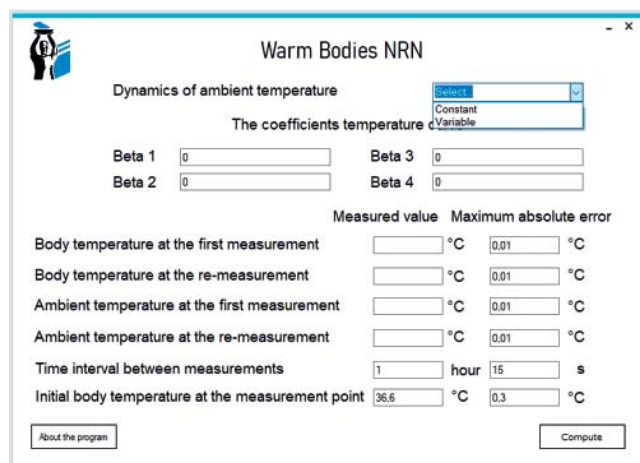 Warm Bodies NRN
Dynamics of ambient temperature Select...
Constant
Variable
The coefficients temperature
Beta 1 0 Beta 3 0
Beta 2 0 Beta 4 0
Measured value Maximum absolute error
Body temperature at the first measurement °C 0,01 °C
Body temperature at the re-measurement °C 0,01 °C
Ambient temperature at the first measurement °C 0,01 °C
Ambient temperature at the re-measurement °C 0,01 °C
Time interval between measurements 1 hour 15 s
Initial body temperature at the measurement point 36,6 °C 0,3 °C
About the program Compute